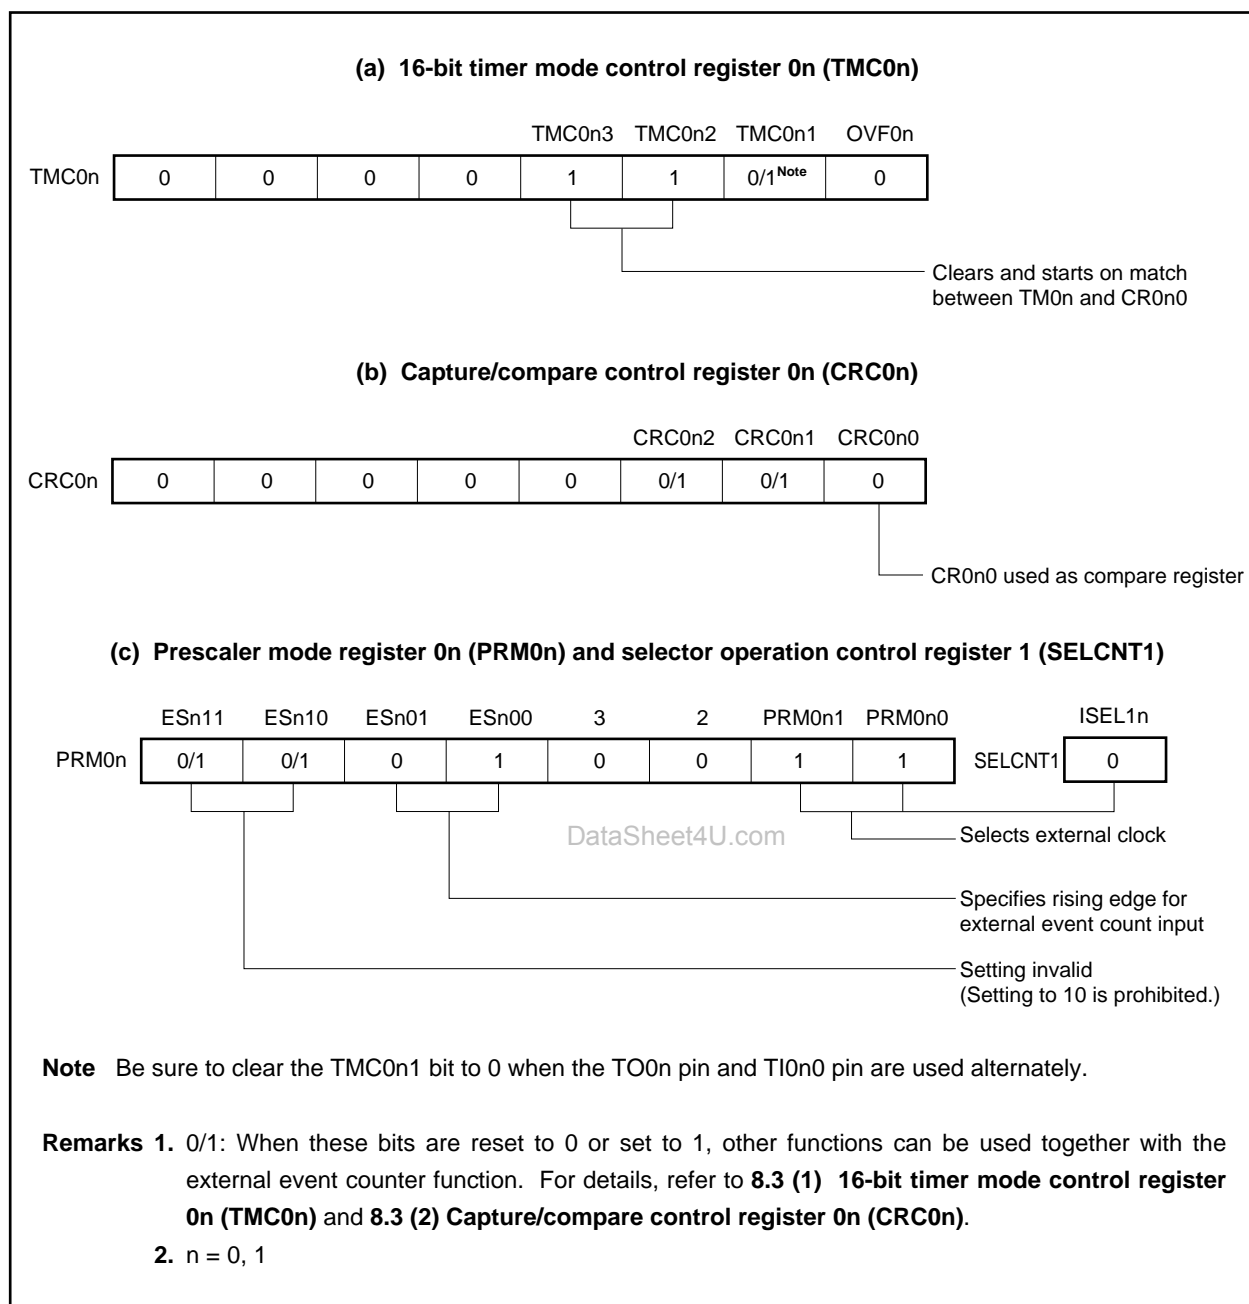 (a) 16-bit timer mode control register 0n (TMC0n)
TMC0n3 TMC0n2 TMC0n1 OVF0n
TMC0n 0 0 0 0 1 1 0/1Note 0
Clears and starts on match
between TM0n and CR0n0
(b) Capture/compare control register 0n (CRC0n)
CRC0n2 CRC0n1 CRC0n0
CRC0n 0 0 0 0 0 0/1 0/1 0
CR0n0 used as compare register
(c) Prescaler mode register 0n (PRM0n) and selector operation control register 1 (SELCNT1)
ESn11 ESn10 ESn01 ESn00 3 2 PRM0n1 PRM0n0 ISEL1n
PRM0n 0/1 0/1 0 1 0 0 1 1 SELCNT1 0
DataSheet4U.com
Selects external clock
Specifies rising edge for
external event count input
Setting invalid
(Setting to 10 is prohibited.)
Note Be sure to clear the TMC0n1 bit to 0 when the TO0n pin and TI0n0 pin are used alternately.
Remarks 1. 0/1: When these bits are reset to 0 or set to 1, other functions can be used together with the
external event counter function. For details, refer to 8.3 (1) 16-bit timer mode control register
0n (TMC0n) and 8.3 (2) Capture/compare control register 0n (CRC0n).
2. n = 0, 1